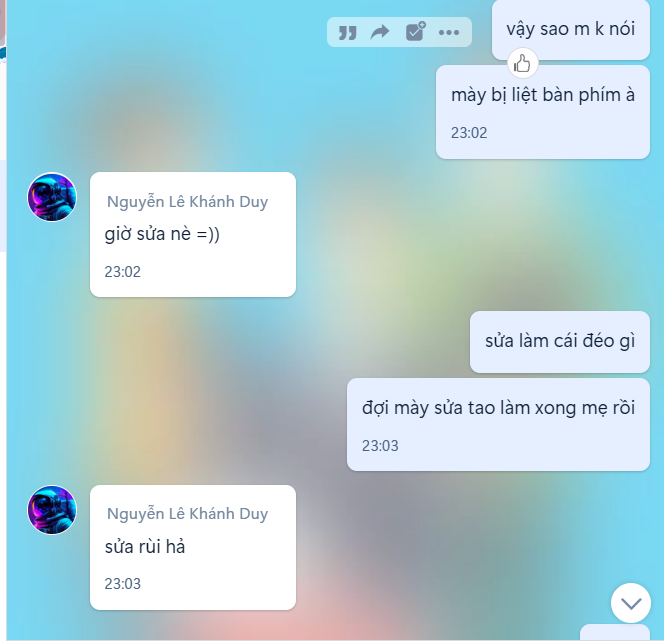 vậy sao m k nói
mày bị liệt bàn phím à
23:02
Nguyễn Lê Khánh Duy
giờ sửa nè =))
23:02
sửa làm cái đéo gì
đợi mày sửa tao làm xong mẹ rồi
23:03
Nguyễn Lê Khánh Duy
sửa rùi hả
23:03